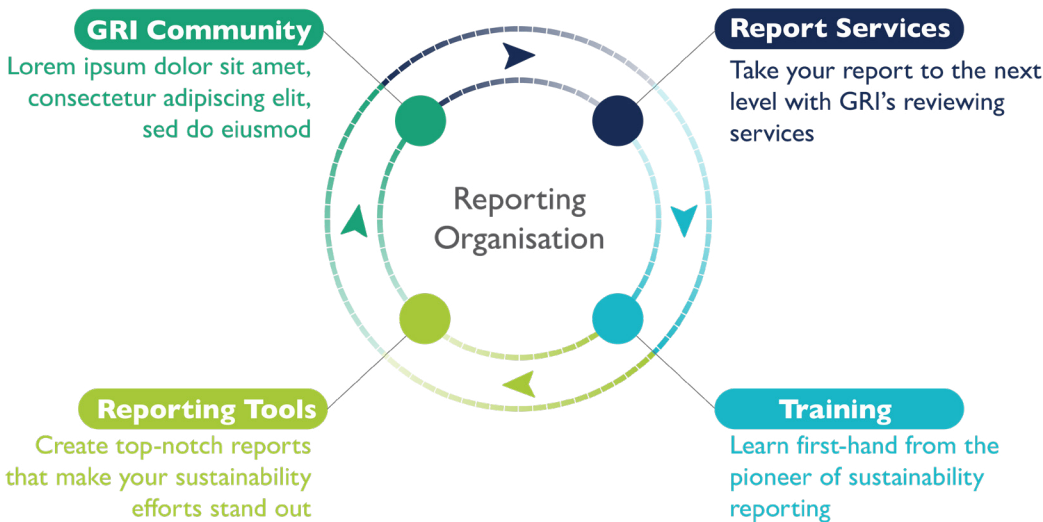 GRI Community
Lorem ipsum dolor sit amet,
consectetur adipiscing elit,
sed do eiusmod
Report Services
Take your report to the next
level with GRI's reviewing
services
Reporting
Organisation
Reporting Tools
Create top-notch reports
that make your sustainability
efforts stand out
Training
Learn first-hand from the
pioneer of sustainability
reporting